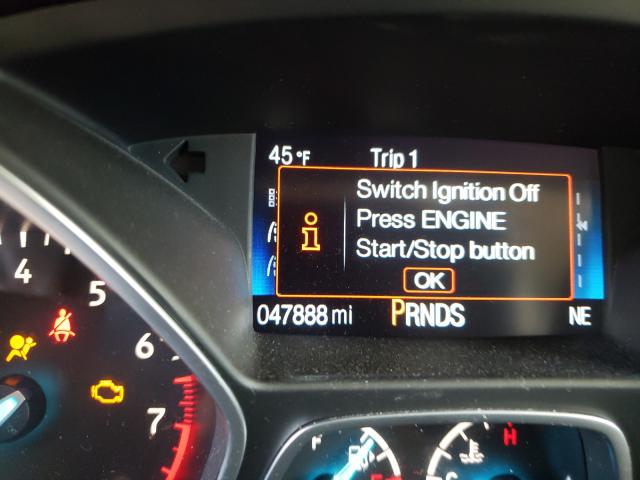 45°F Trip 1
Switch Ignition Off
Press ENGINE
Start/Stop button
OK
047888 mi PRNDS NE
4
5
6
7
F
H